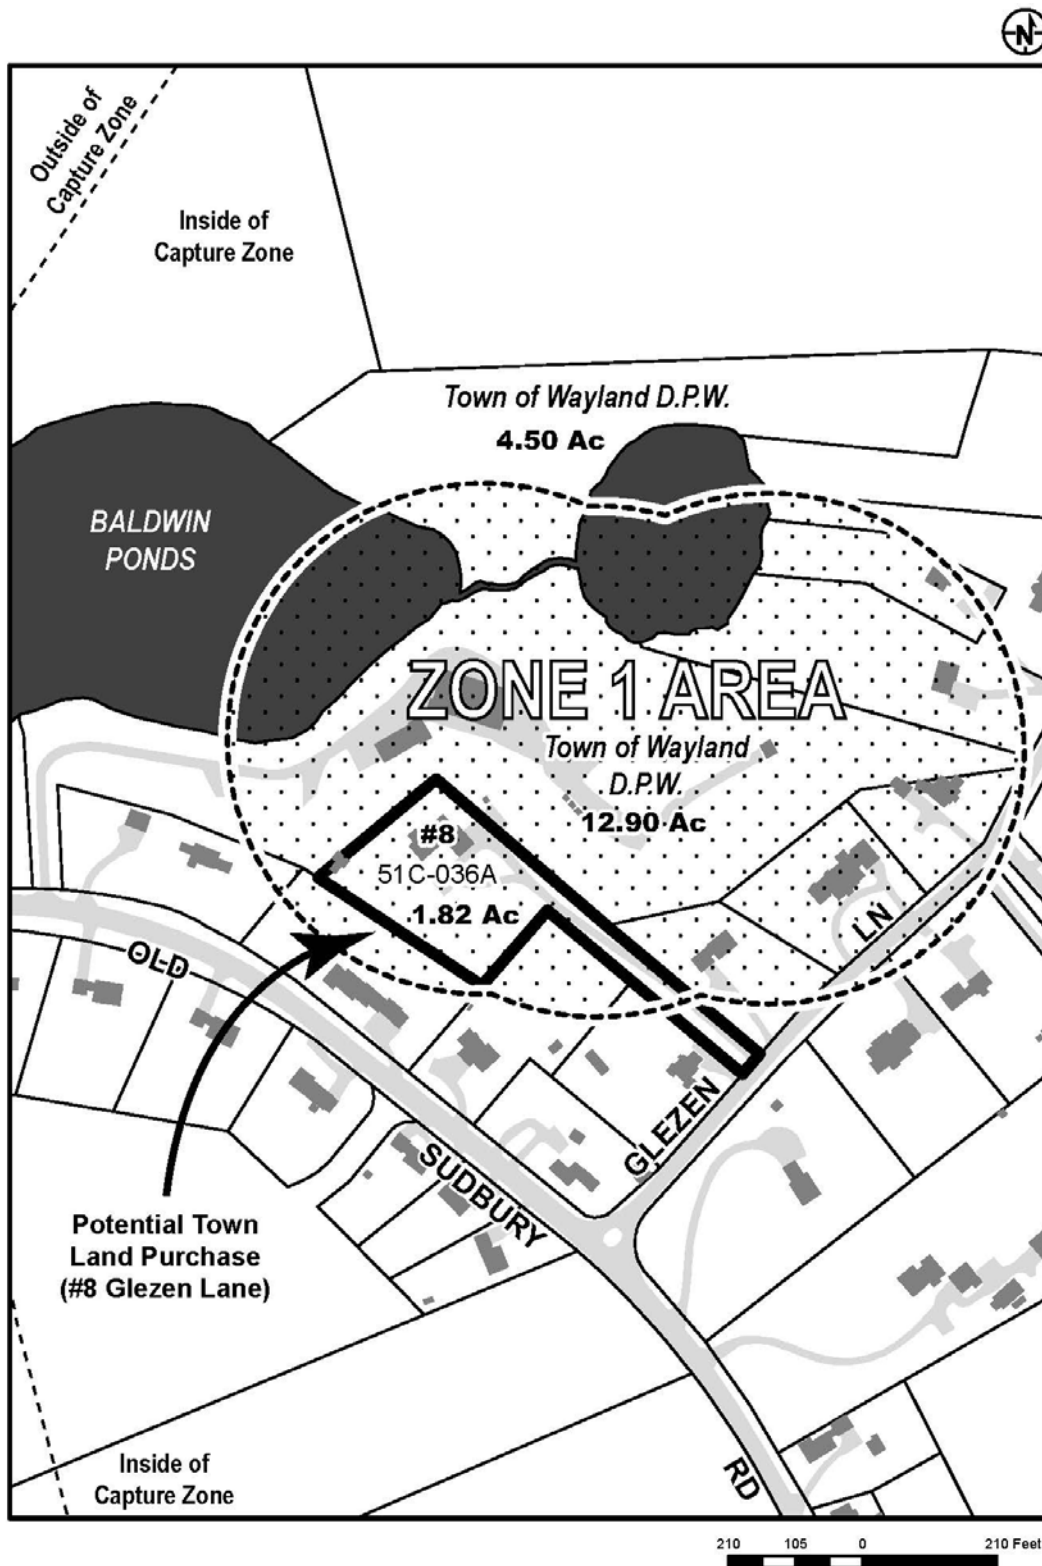 N
Outside of
Capture Zone
Inside of
Capture Zone
Town of Wayland D.P.W.
4.50 Ac
BALDWIN
PONDS
ZONE 1 AREA
Town of Wayland
D.P.W.
12.90 Ac
#8
51C-036A
1.82 Ac
OLD
SUDBURY
RD
GLEZEN
LN
Potential Town
Land Purchase
(#8 Glezen Lane)
Inside of
Capture Zone
210 105 0 210 Feet